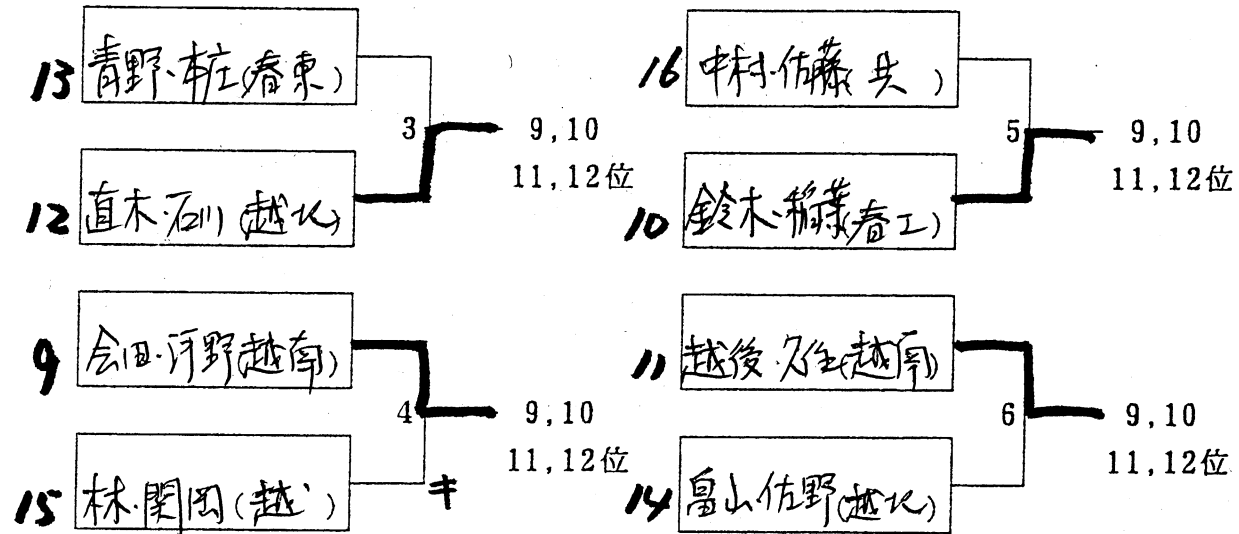 13 青野・本庄(春東)
3 9,10
11,12位
12 直木・石川(越北)
9 会田・河野(越南)
4 9,10
11,12位
15 林・関岡(越) キ
16 中村・佐藤(共)
5 9,10
11,12位
10 鈴木・稲葉(春工)
11 越後・久住(越南)
6 9,10
11,12位
14 畠山・佐野(越北)